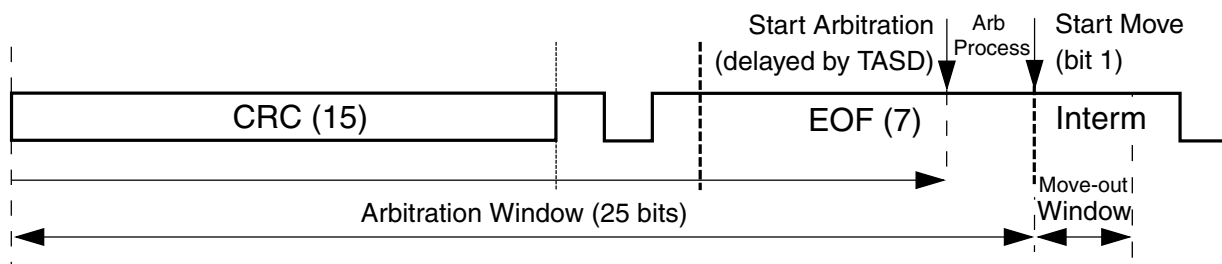 Start Arbitration
(delayed by TASD)
Arb
Process
Start Move
(bit 1)
CRC (15)
EOF (7)
Interm
Arbitration Window (25 bits)
Move-out
Window